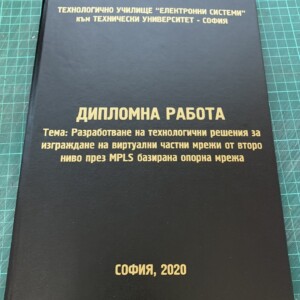 ТЕХНОЛОГИЧНО УЧИЛИЩЕ "ЕЛЕКТРОННИ СИСТЕМИ"
към ТЕХНИЧЕСКИ УНИВЕРСИТЕТ - СОФИЯ
ДИПЛОМНА РАБОТА
Тема: Разработване на технологични решения за
изграждане на виртуални частни мрежи от второ
ниво през MPLS базирана опорна мрежа
СОФИЯ, 2020